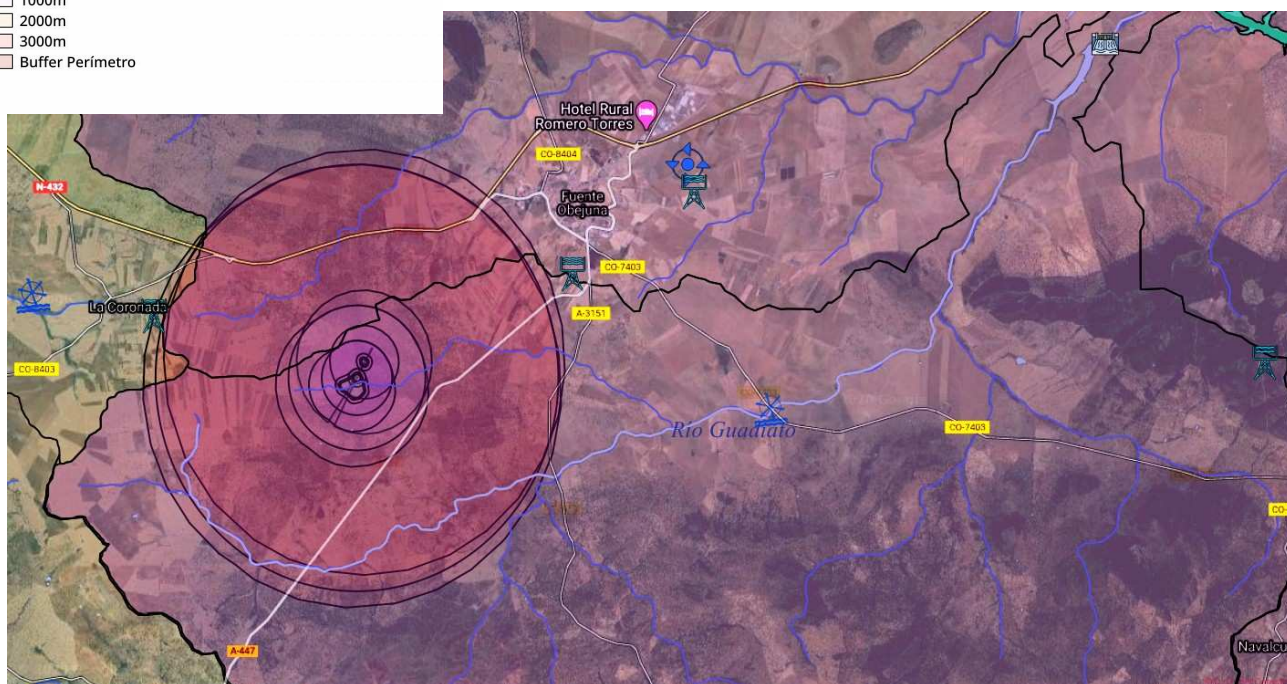 1000m
2000m
3000m
Buffer Perímetro
Hotel Rural
Romero Torres
CO-8404
N-432
Fuente
Obejuna
CO-7403
La Coronada
A-3151
CO-8403
Río Guadiato
CO-7403
CO-
A-447
Navalcu